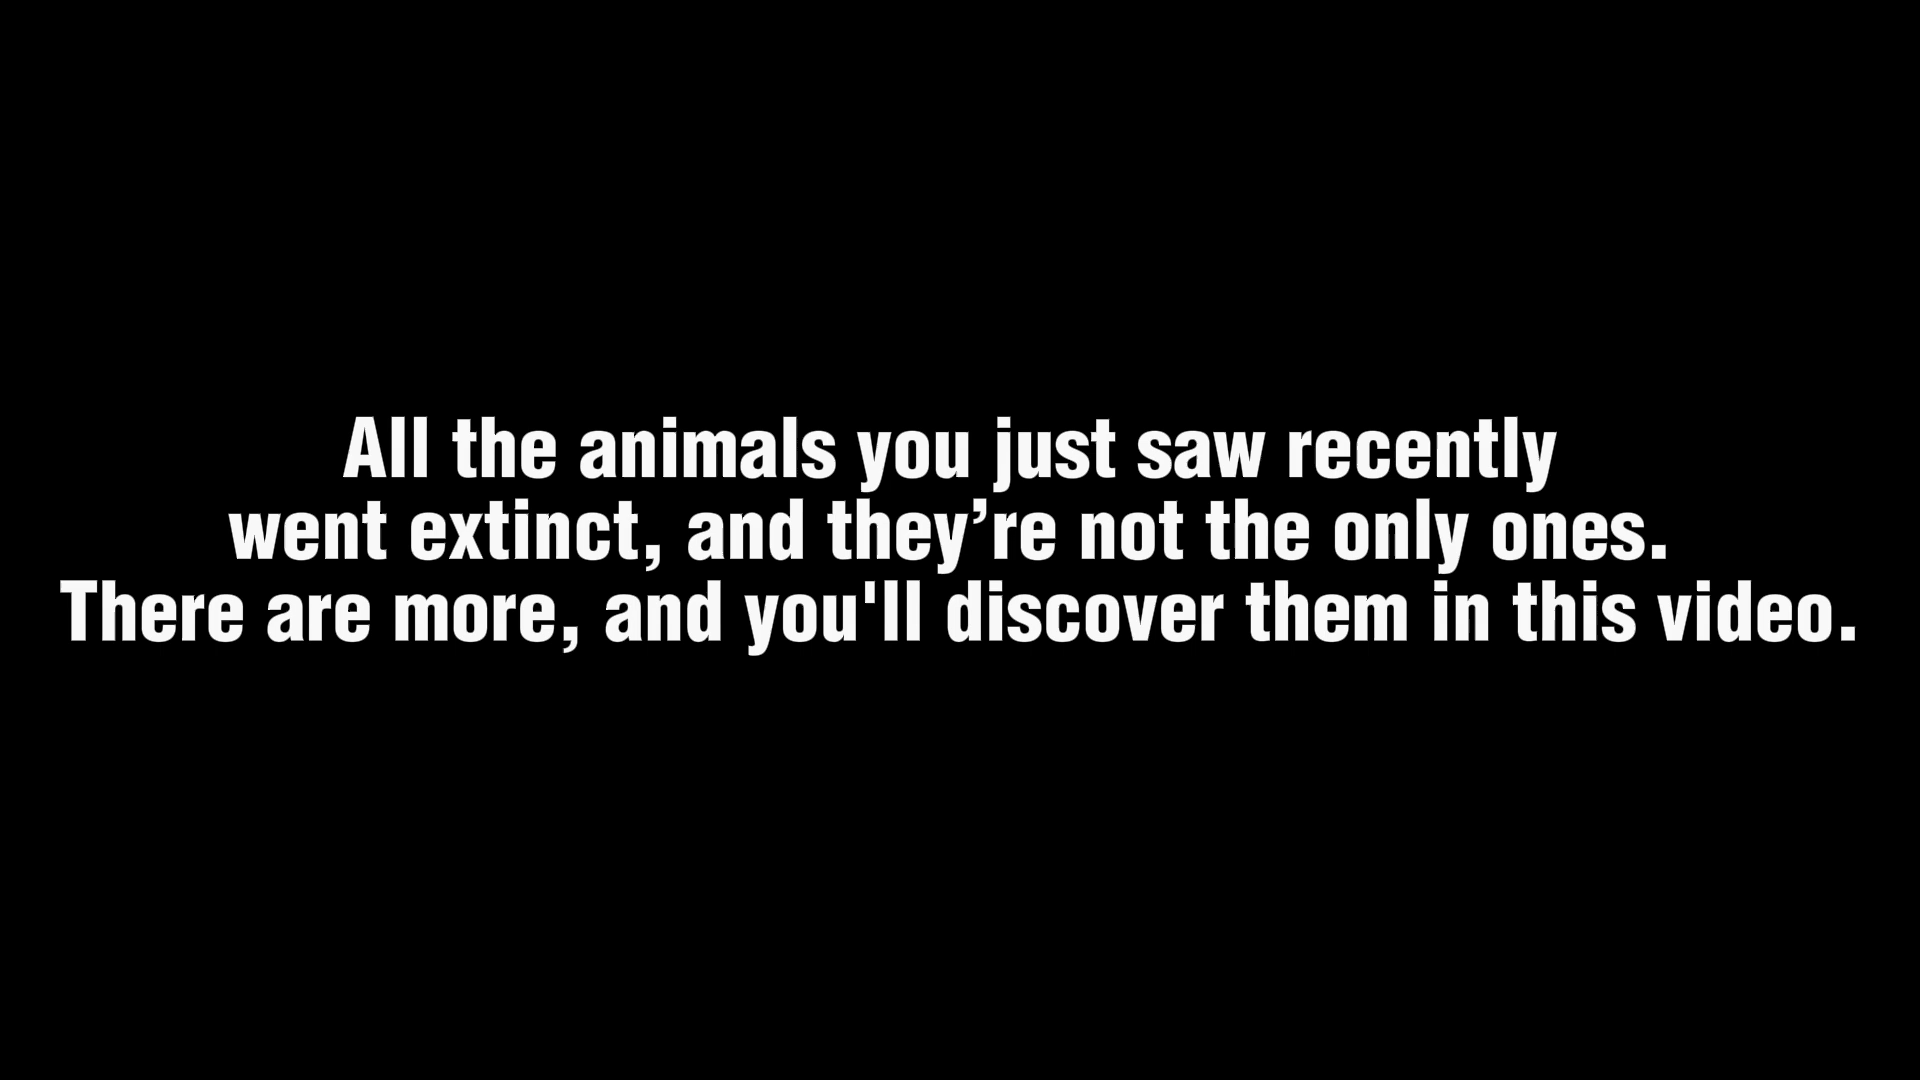 All the animals you just saw recently
went extinct, and they’re not the only ones.
There are more, and you'll discover them in this video.